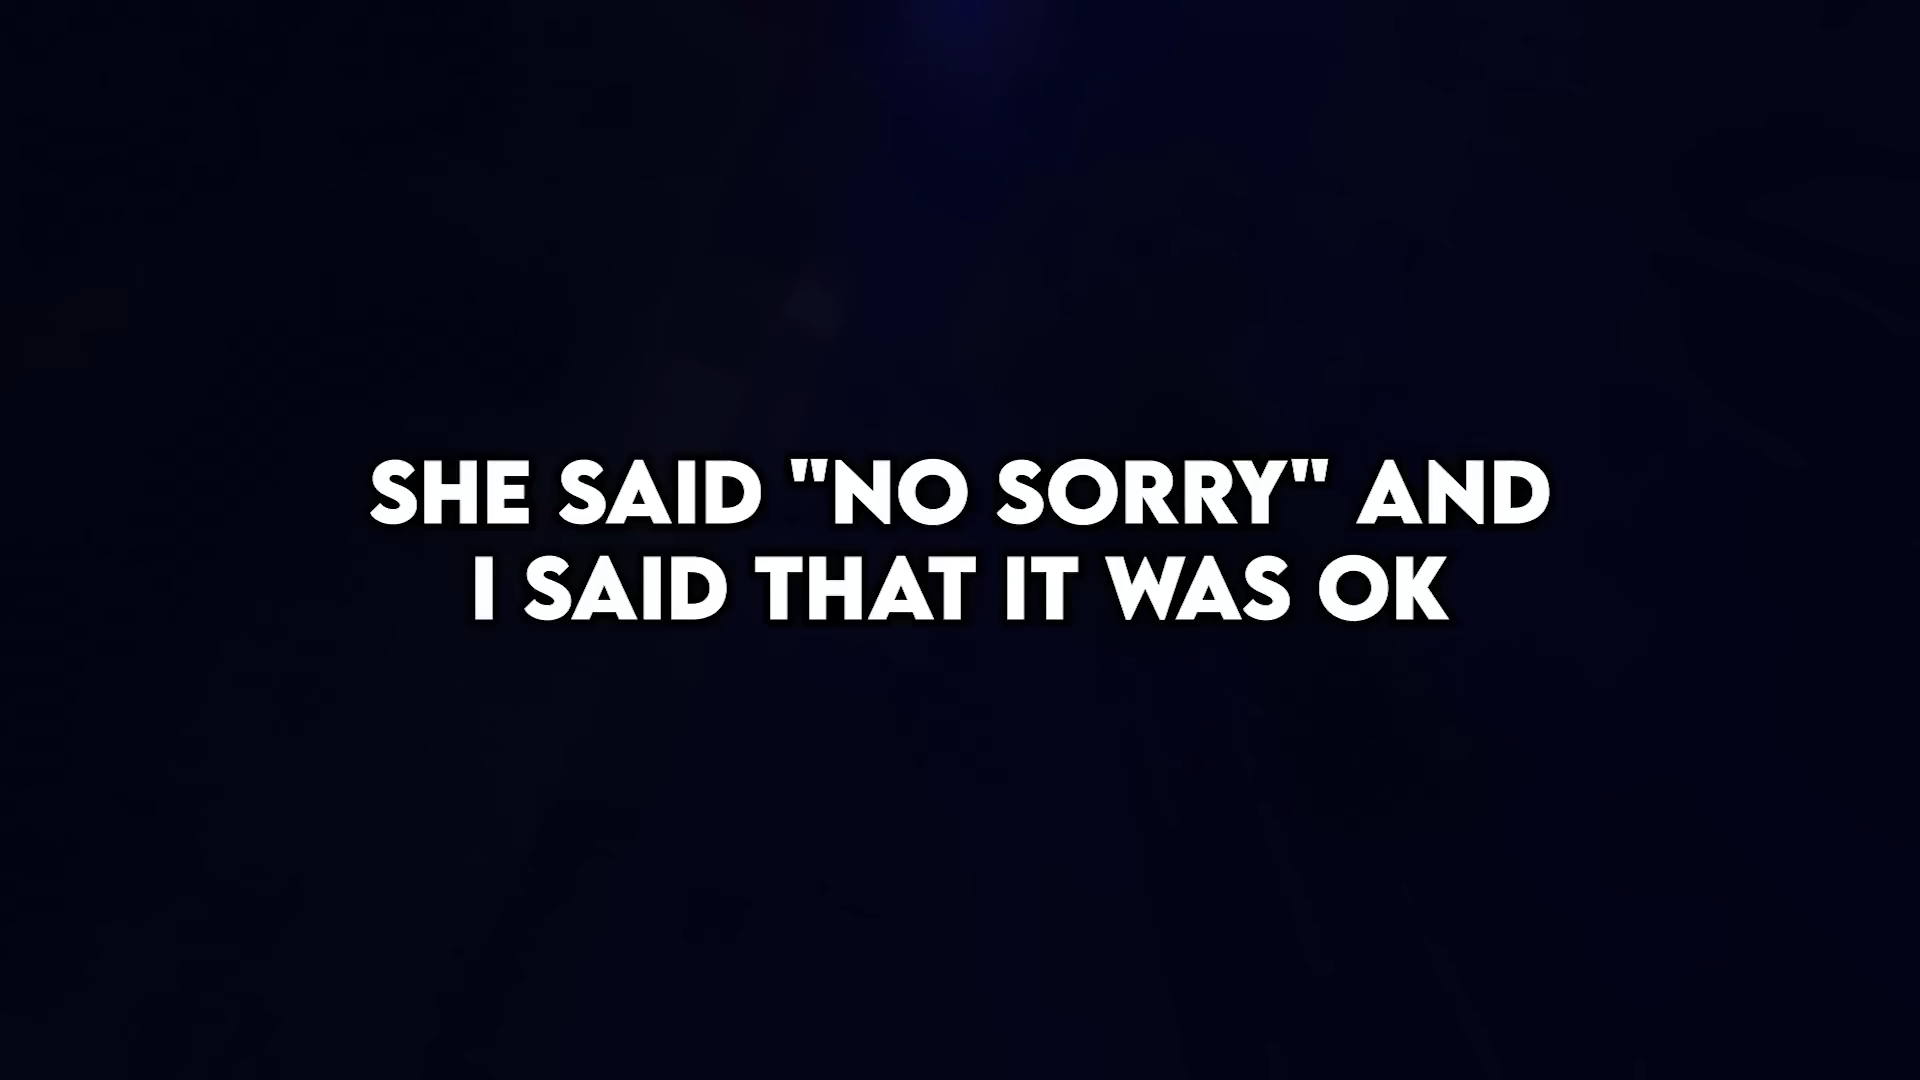 SHE SAID "NO SORRY" AND
I SAID THAT IT WAS OK